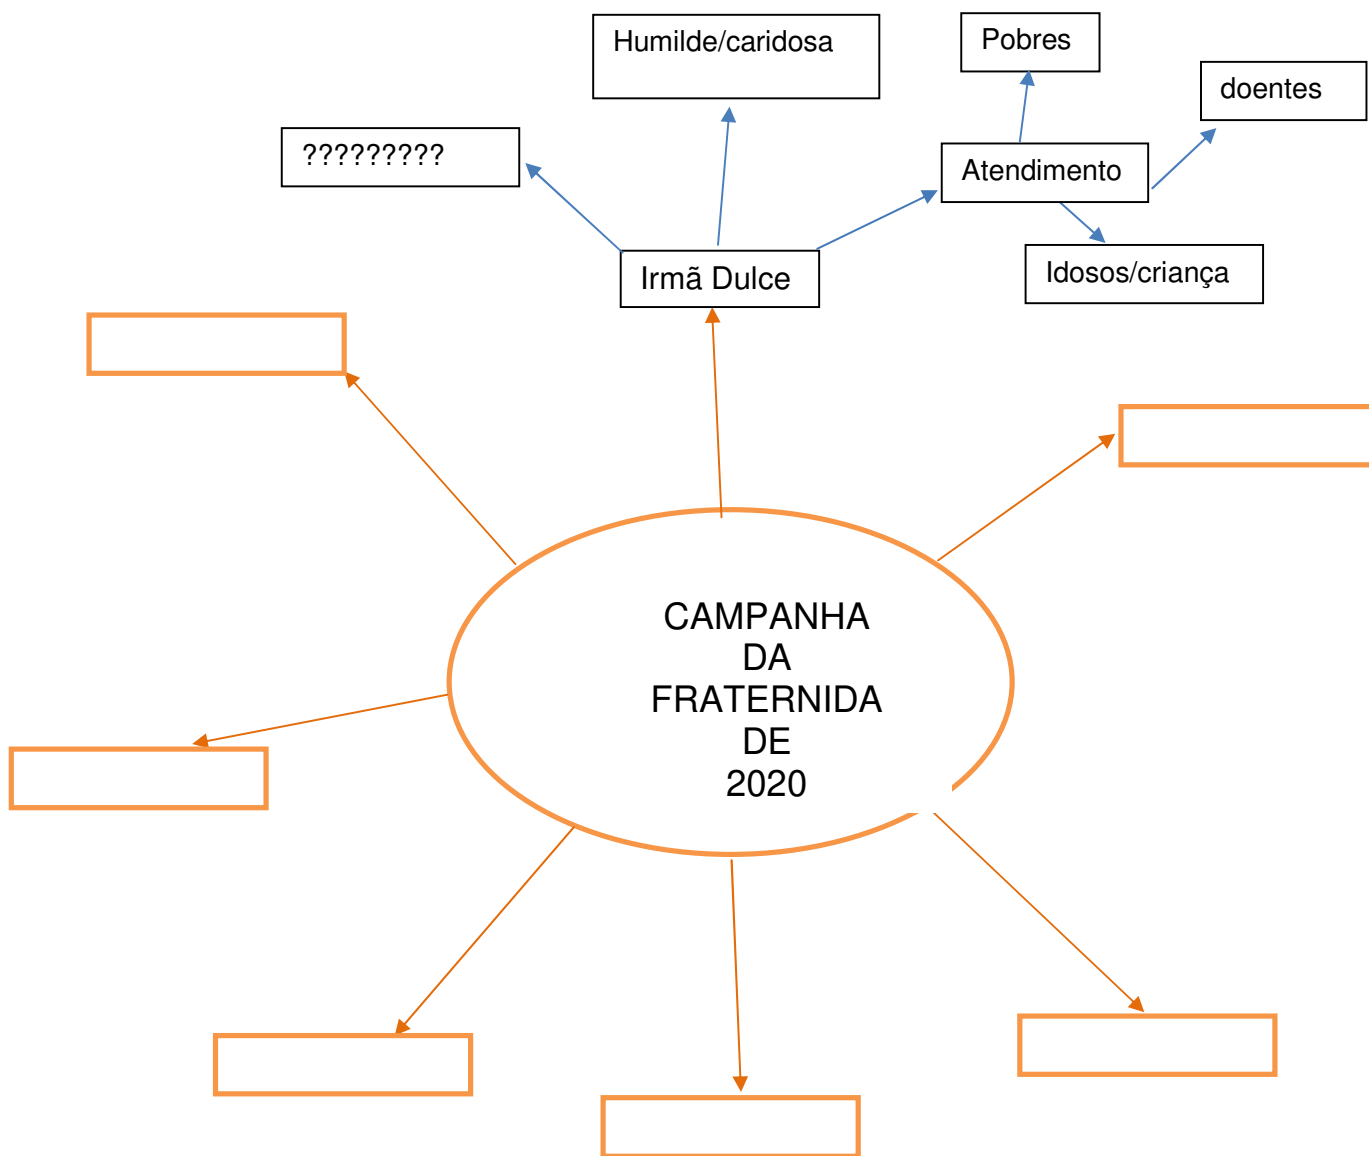 Humilde/caridosa
Pobres
doentes
?????????
Atendimento
Idosos/criança
Irmã Dulce
CAMPANHA
DA
FRATERNIDA
DE
2020